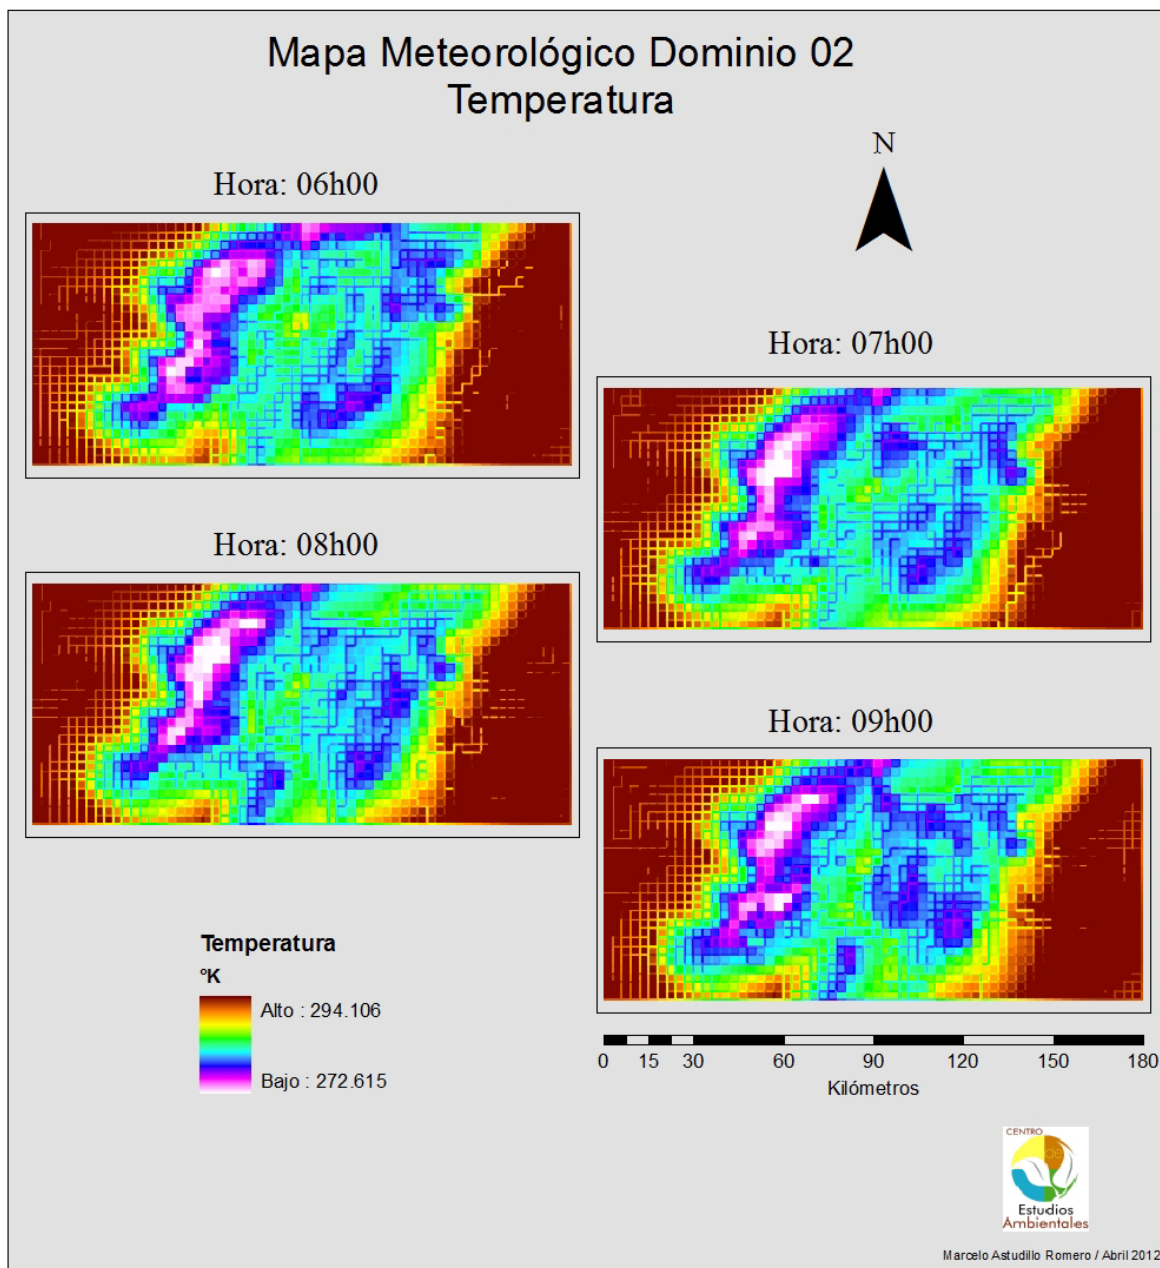 Mapa Meteorológico Dominio 02
Temperatura
N
Hora: 06h00
Hora: 07h00
Hora: 08h00
Hora: 09h00
Temperatura
°K
Alto : 294.106
Bajo : 272.615
0 15 30 60 90 120 150 180
Kilómetros
CENTRO
de
Estudios
Ambientales
Marcelo Astudillo Romero / Abril 2012